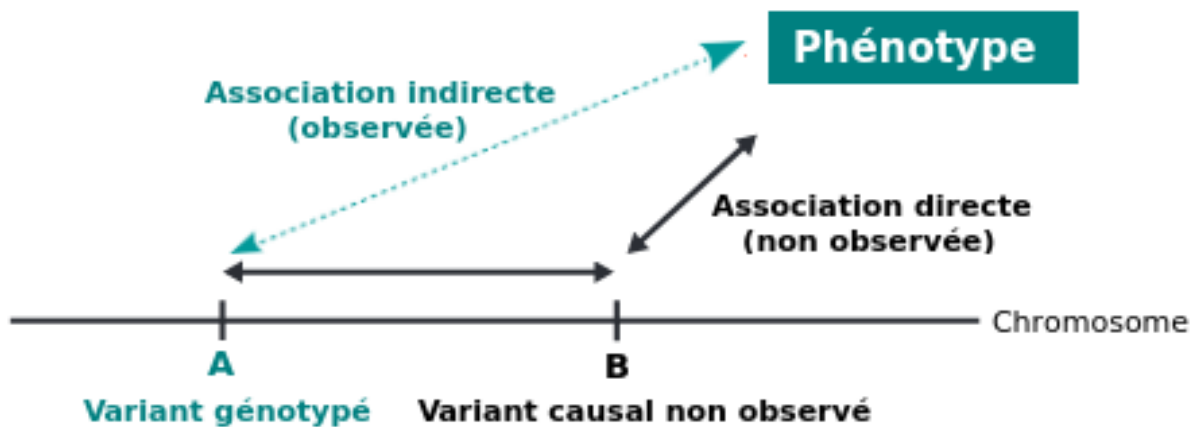 Phénotype
Association indirecte
(observée)
Association directe
(non observée)
Chromosome
A
B
Variant génotypé
Variant causal non observé